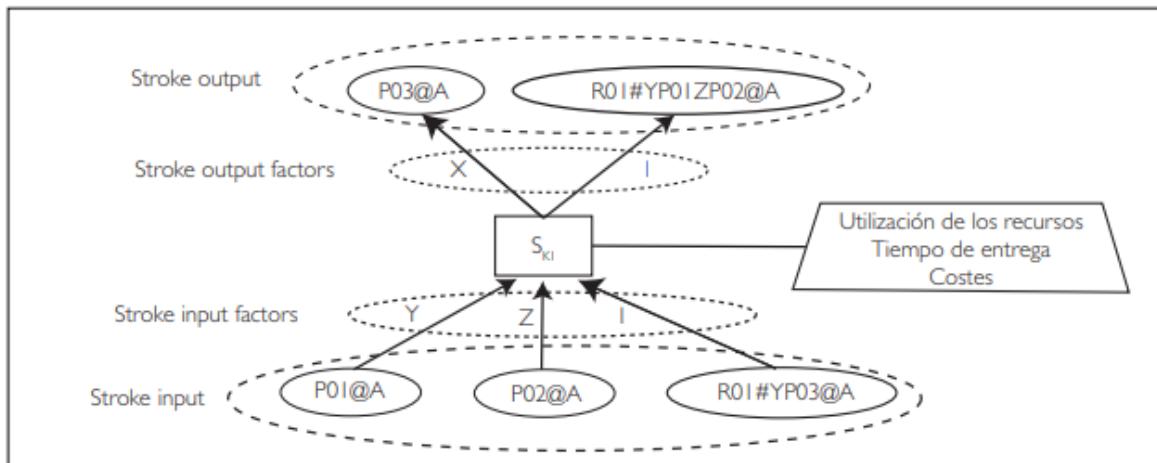 Stroke output
P03@A
R01#YP01ZP02@A
Stroke output factors
X
1
S_KI
Utilización de los recursos
Tiempo de entrega
Costes
Stroke input factors
Y
Z
1
Stroke input
P01@A
P02@A
R01#YP03@A